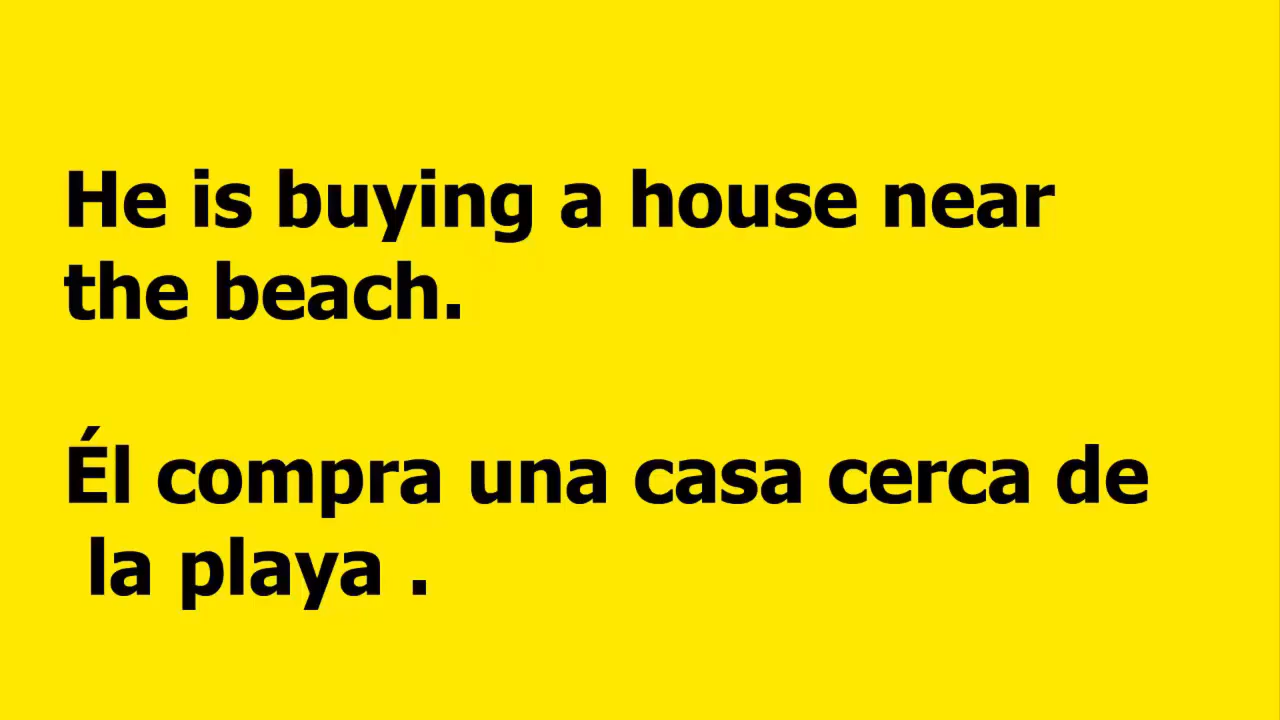 He is buying a house near
the beach.
Él compra una casa cerca de
la playa .